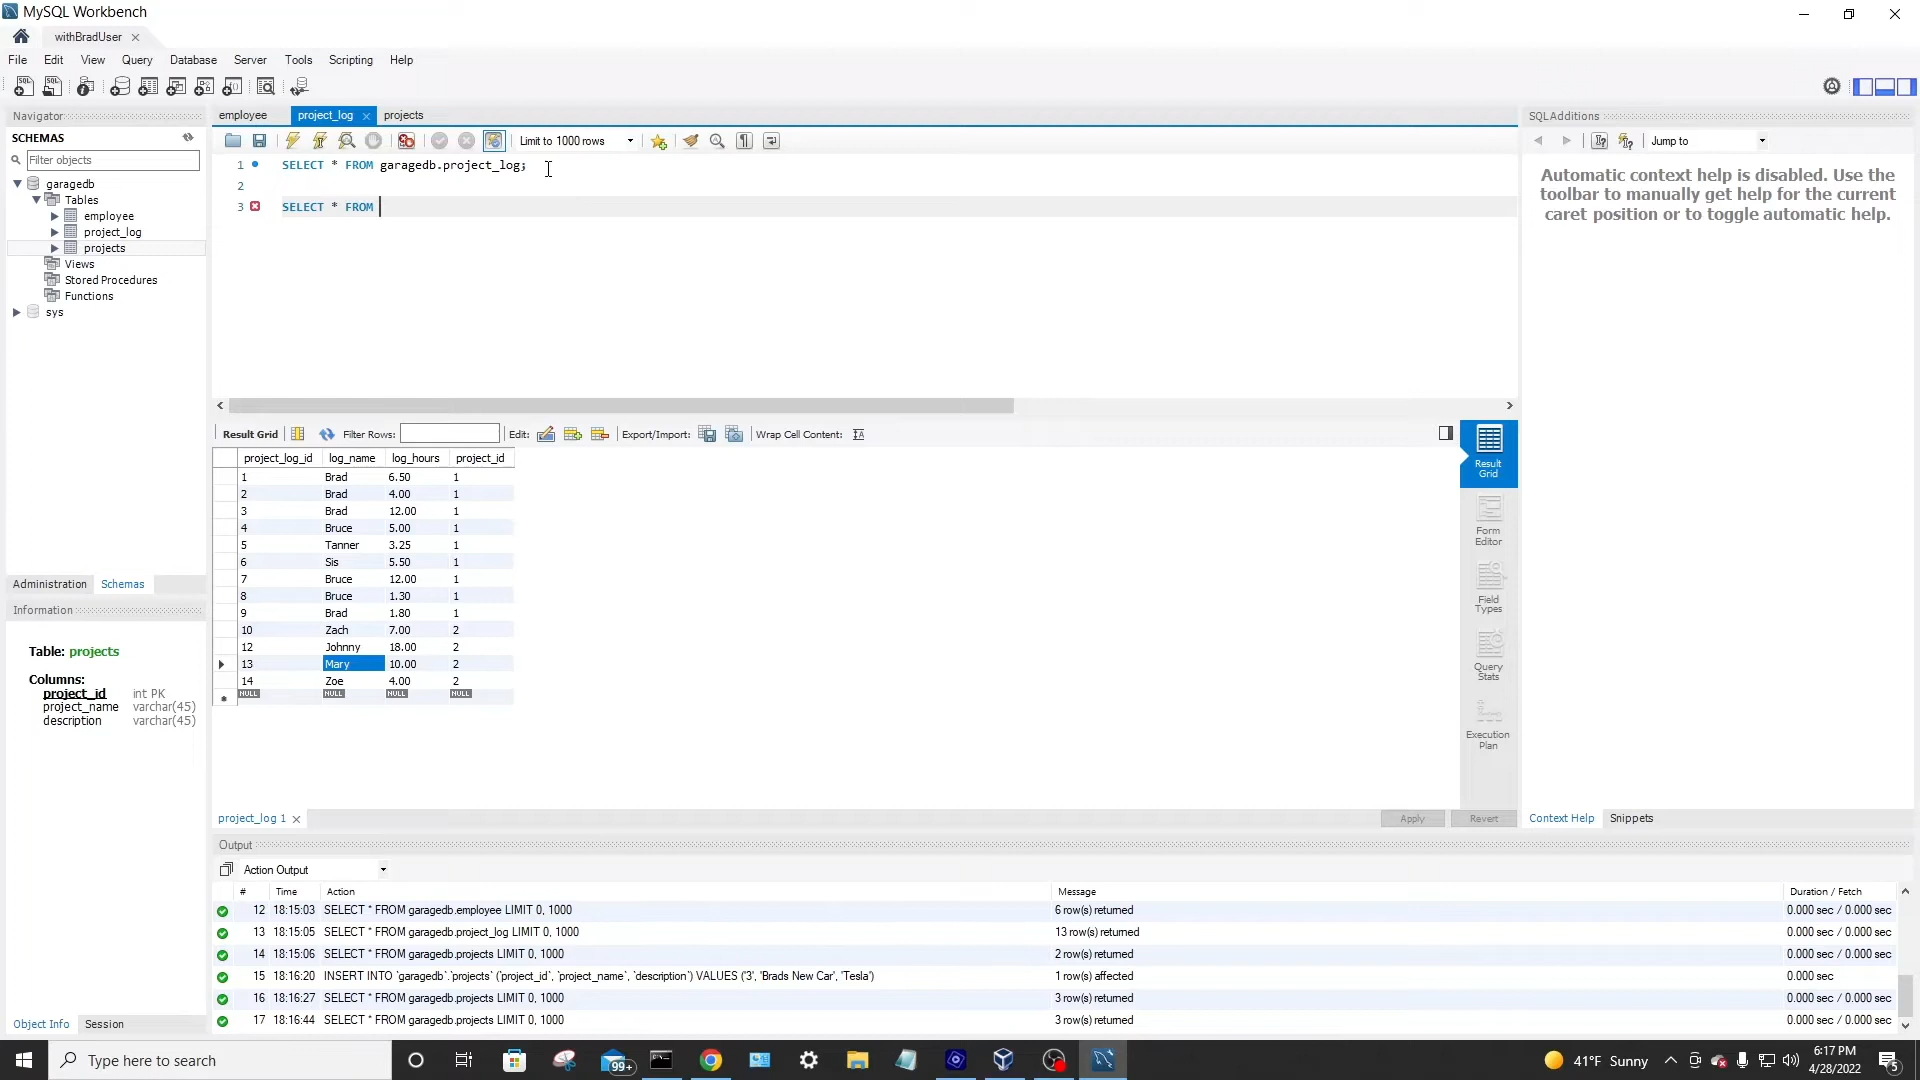 MySQL Workbench
withBradUser
File Edit View Query Database Server Tools Scripting Help
Navigator
SCHEMAS
Filter objects
garagedb
Tables
employee
project_log
projects
Views
Stored Procedures
Functions
sys
Administration Schemas
Information
Table: projects
Columns:
project_id int PK
project_name varchar(45)
description varchar(45)
Object Info Session
employee project_log projects
Limit to 1000 rows
1 SELECT * FROM garagedb.project_log;
2
3 SELECT * FROM
Result Grid Filter Rows: Edit: Export/Import: Wrap Cell Content:
project_log_id log_name log_hours project_id
1 Brad 6.50 1
2 Brad 4.00 1
3 Brad 12.00 1
4 Bruce 5.00 1
5 Tanner 3.25 1
6 Sis 5.50 1
7 Bruce 12.00 1
8 Bruce 1.30 1
9 Brad 1.80 1
10 Zach 7.00 2
12 Johnny 18.00 2
13 Mary 10.00 2
14 Zoe 4.00 2
NULL NULL NULL NULL
Result
Grid
Form
Editor
Field
Types
Query
Stats
Execution
Plan
project_log 1
Apply Revert
SQLAdditions
Jump to
Automatic context help is disabled. Use the
toolbar to manually get help for the current
caret position or to toggle automatic help.
Context Help Snippets
Output
Action Output
# Time Action Message Duration / Fetch
12 18:15:03 SELECT * FROM garagedb.employee LIMIT 0, 1000 6 row(s) returned 0.000 sec / 0.000 sec
13 18:15:05 SELECT * FROM garagedb.project_log LIMIT 0, 1000 13 row(s) returned 0.000 sec / 0.000 sec
14 18:15:06 SELECT * FROM garagedb.projects LIMIT 0, 1000 2 row(s) returned 0.000 sec / 0.000 sec
15 18:16:20 INSERT INTO `garagedb`.`projects` (`project_id`, `project_name`, `description`) VALUES ('3', 'Brads New Car', 'Tesla') 1 row(s) affected 0.000 sec
16 18:16:27 SELECT * FROM garagedb.projects LIMIT 0, 1000 3 row(s) returned 0.000 sec / 0.000 sec
17 18:16:44 SELECT * FROM garagedb.projects LIMIT 0, 1000 3 row(s) returned 0.000 sec / 0.000 sec
Type here to search
99+
41°F Sunny
6:17 PM
4/28/2022
5